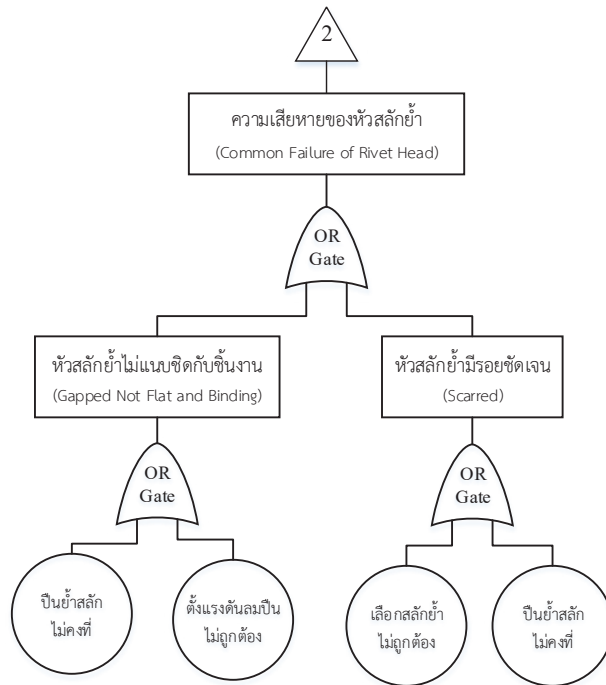 2
ความเสียหายของหัวสลักย้ำ
(Common Failure of Rivet Head)
OR
Gate
หัวสลักย้ำไม่แนบชิดกับชิ้นงาน
(Gapped Not Flat and Binding)
หัวสลักย้ำมีรอยชัดเจน
(Scarred)
OR
Gate
OR
Gate
ปืนย้ำสลัก
ไม่คงที่
ตั้งแรงดันลมปืน
ไม่ถูกต้อง
เลือกสลักย้ำ
ไม่ถูกต้อง
ปืนย้ำสลัก
ไม่คงที่